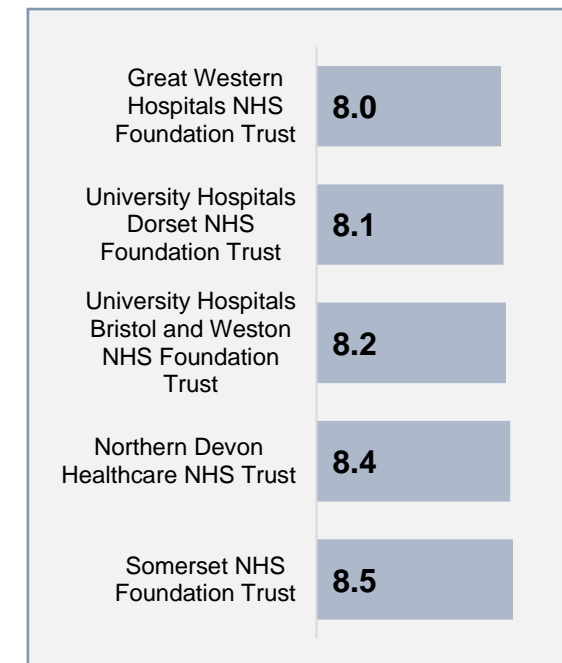 Great Western
Hospitals NHS
Foundation Trust
8.0
University Hospitals
Dorset NHS
Foundation Trust
8.1
University Hospitals
Bristol and Weston
NHS Foundation
Trust
8.2
Northern Devon
Healthcare NHS Trust
8.4
Somerset NHS
Foundation Trust
8.5